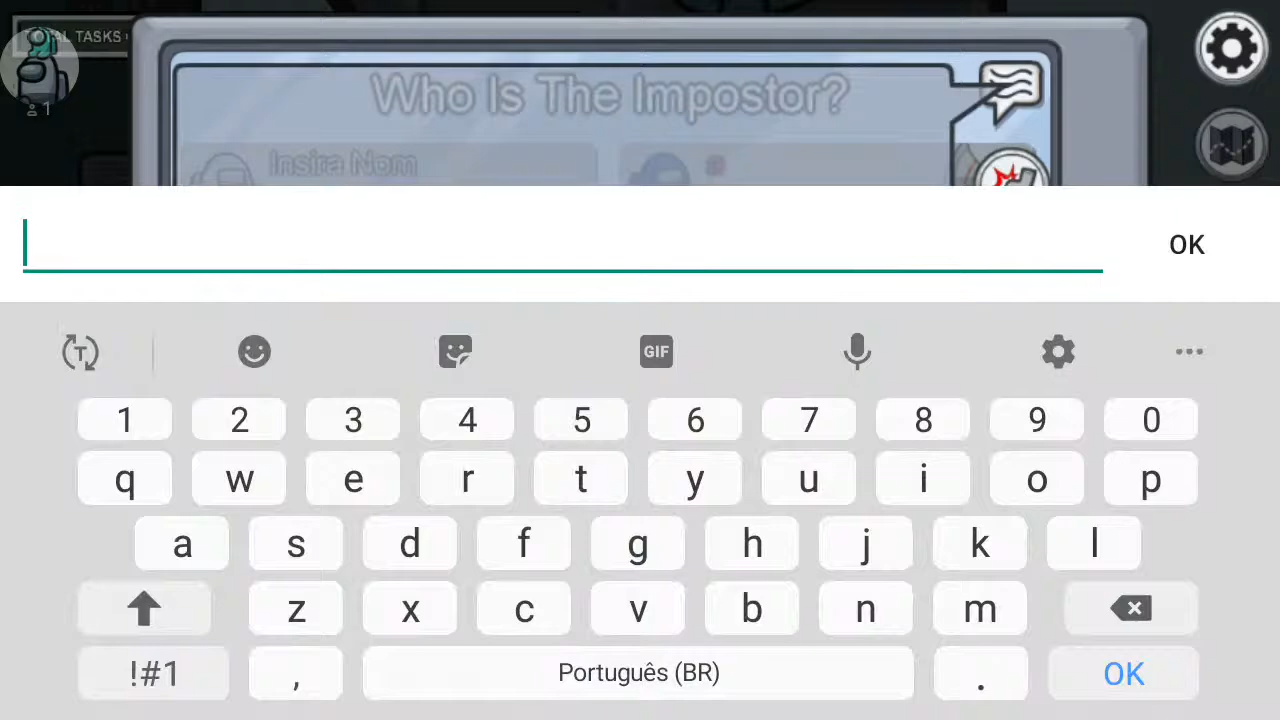 TOTAL TASKS
1
Who Is The Impostor?
Insira Nom
OK
GIF
1 2 3 4 5 6 7 8 9 0
q w e r t y u i o p
a s d f g h j k l
z x c v b n m
!#1 , Português (BR) . OK